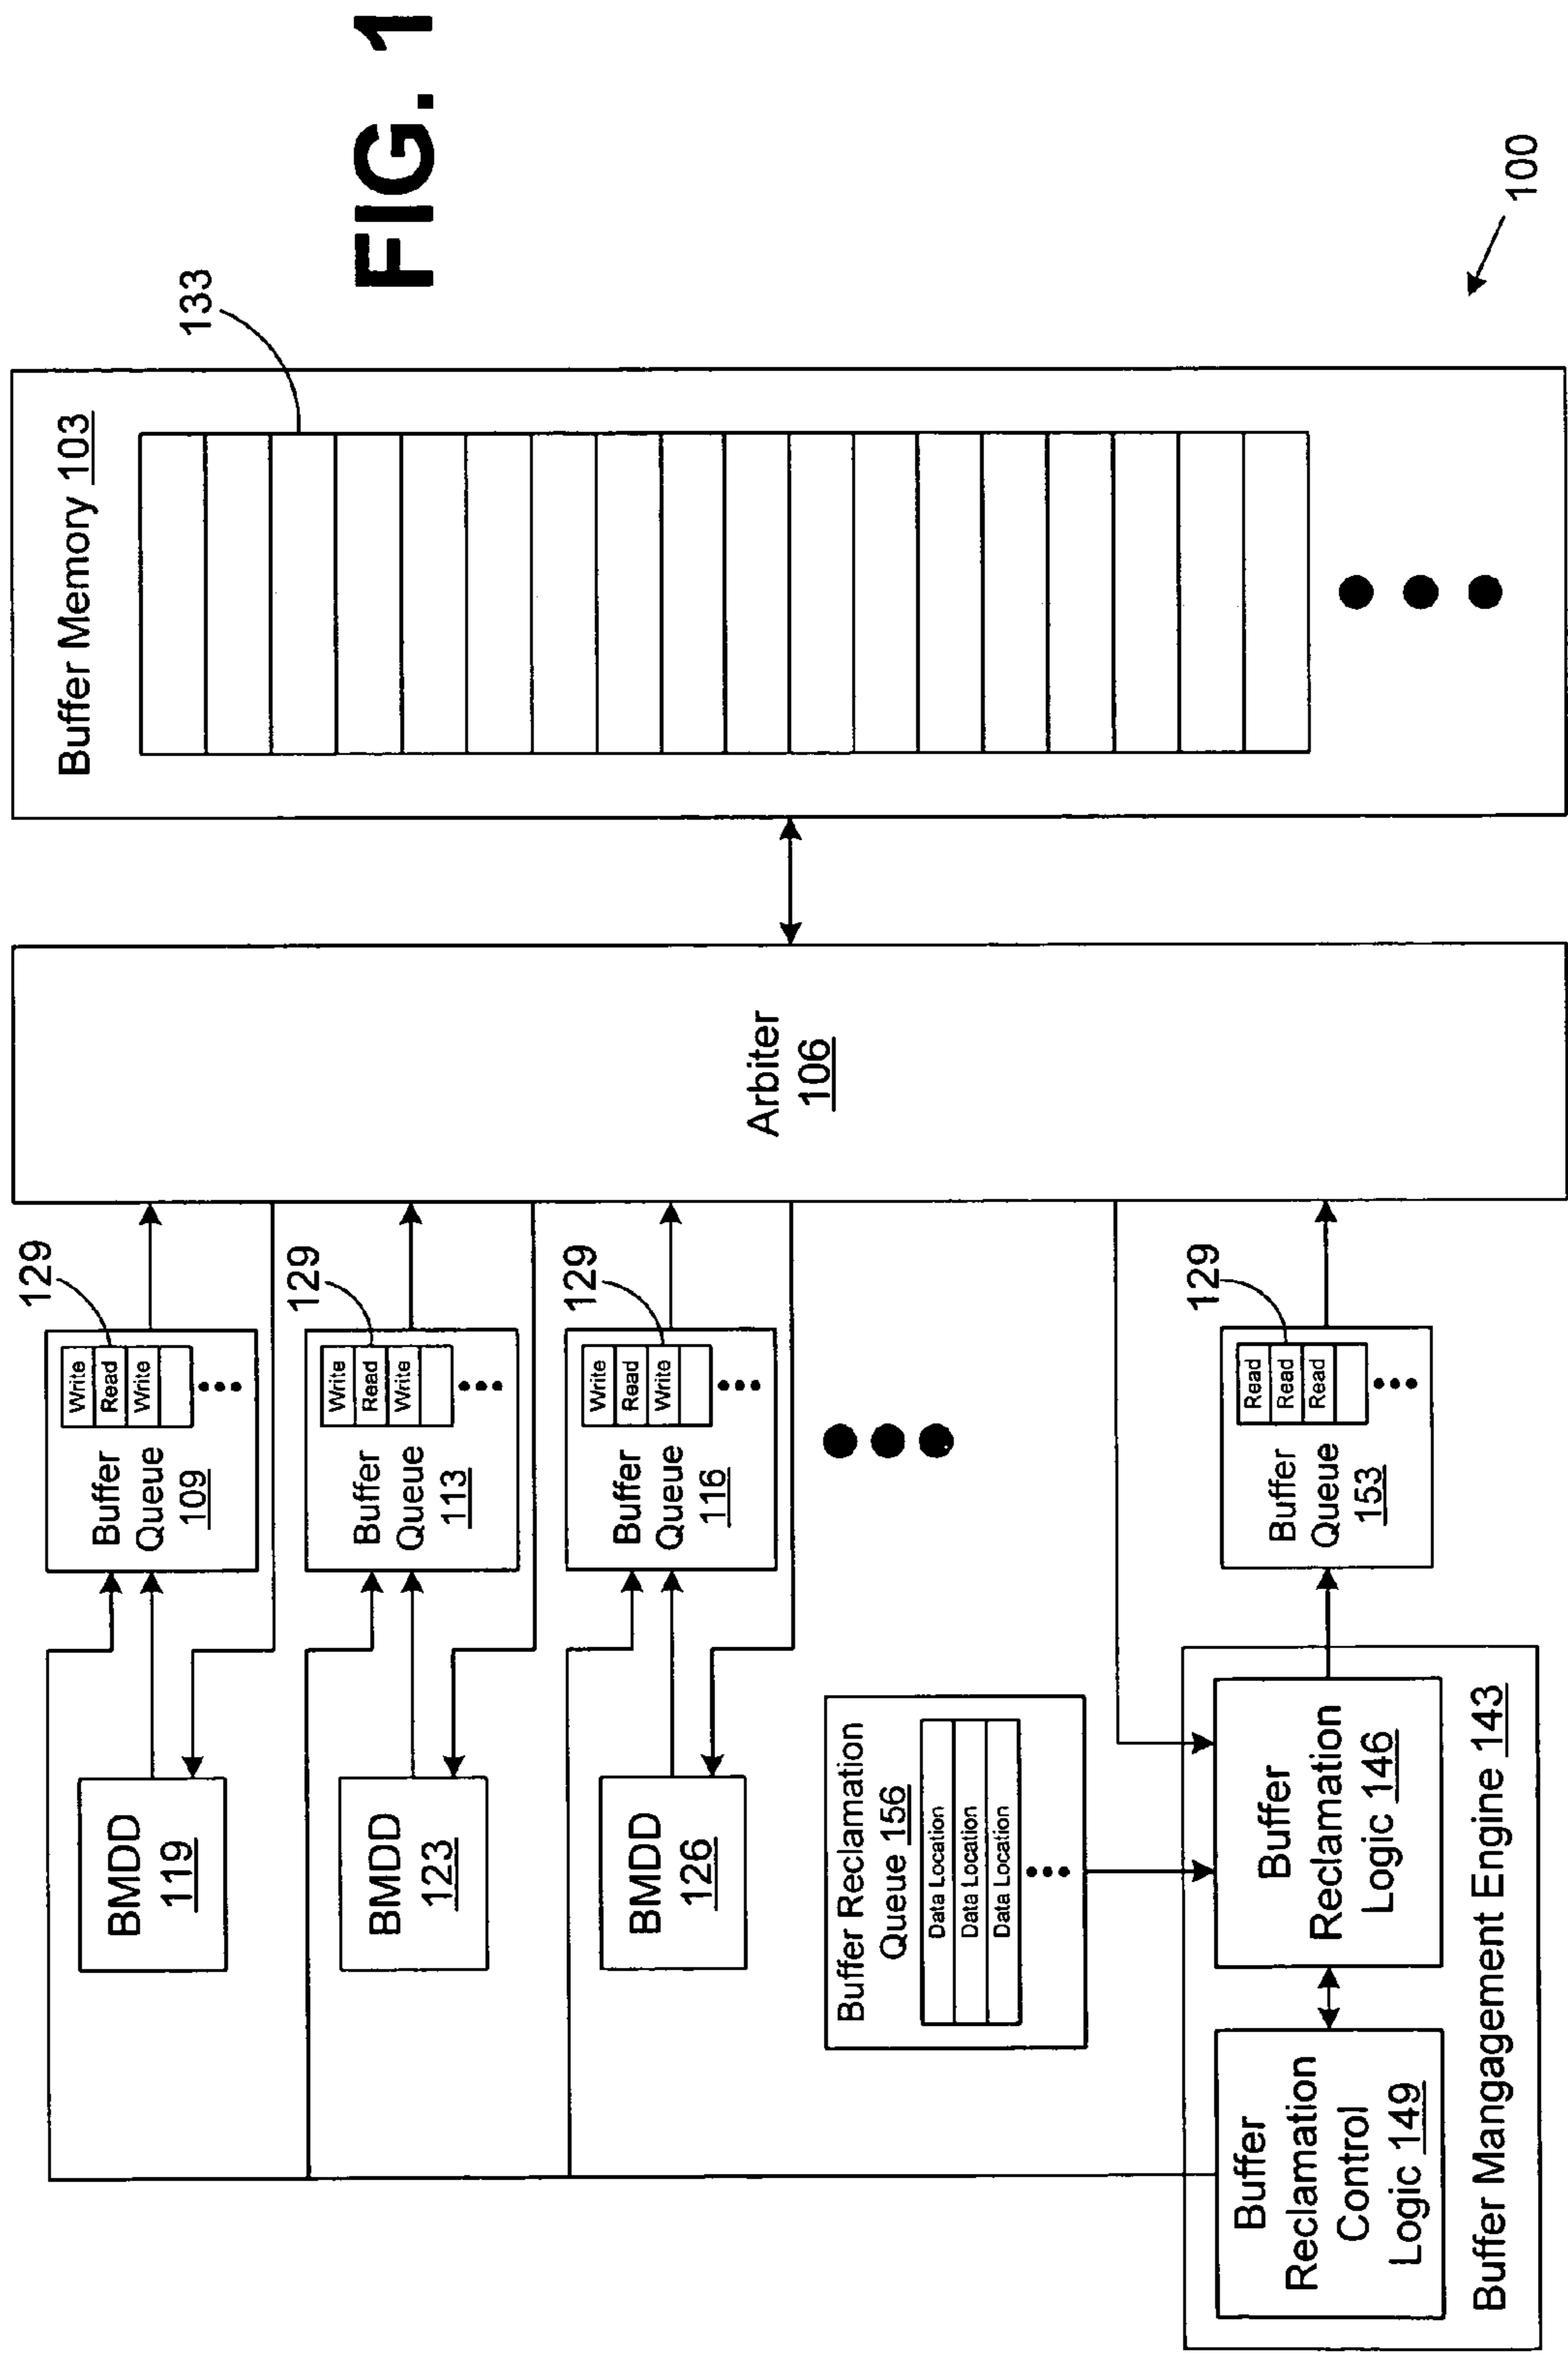 129
Buffer
Queue
109
Write
Read
Write
BMDD
119
129
Buffer
Queue
113
Write
Read
Write
BMDD
123
129
Buffer
Queue
116
Write
Read
Write
BMDD
126
Buffer Reclamation
Queue 156
Data Location
Data Location
Data Location
129
Buffer
Queue
153
Read
Read
Read
Buffer
Reclamation
Control
Logic 149
Buffer
Reclamation
Logic 146
Buffer Mangagement Engine 143
Arbiter
106
Buffer Memory 103
133
100
FIG. 1